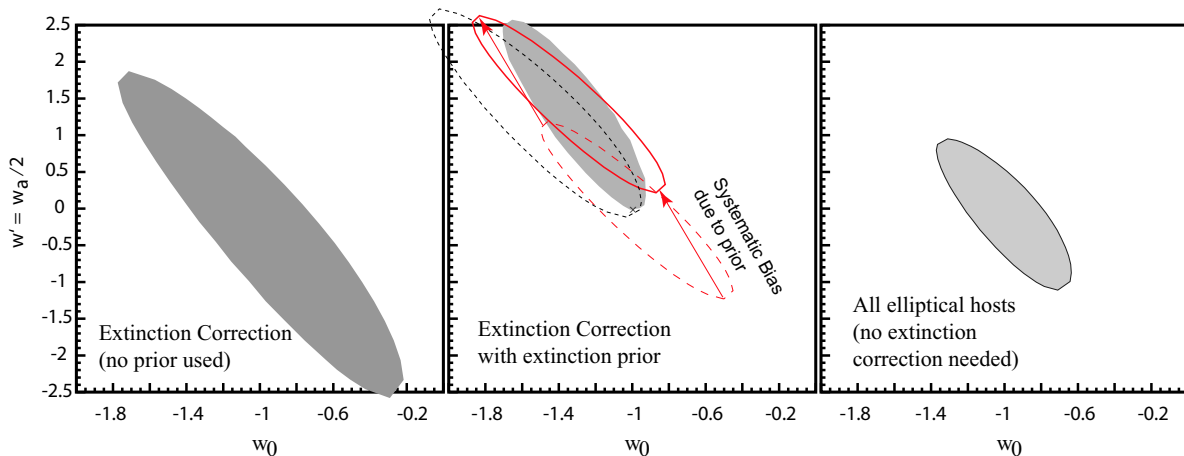 2.5
2
1.5
1
0.5
0
-0.5
-1
-1.5
-2
-2.5
w' = wa/2
Extinction Correction
(no prior used)
-1.8
-1.4
-1
-0.6
-0.2
w0
Systematic Bias
due to prior
Extinction Correction
with extinction prior
-1.8
-1.4
-1
-0.6
-0.2
w0
All elliptical hosts
(no extinction
correction needed)
-1.8
-1.4
-1
-0.6
-0.2
w0